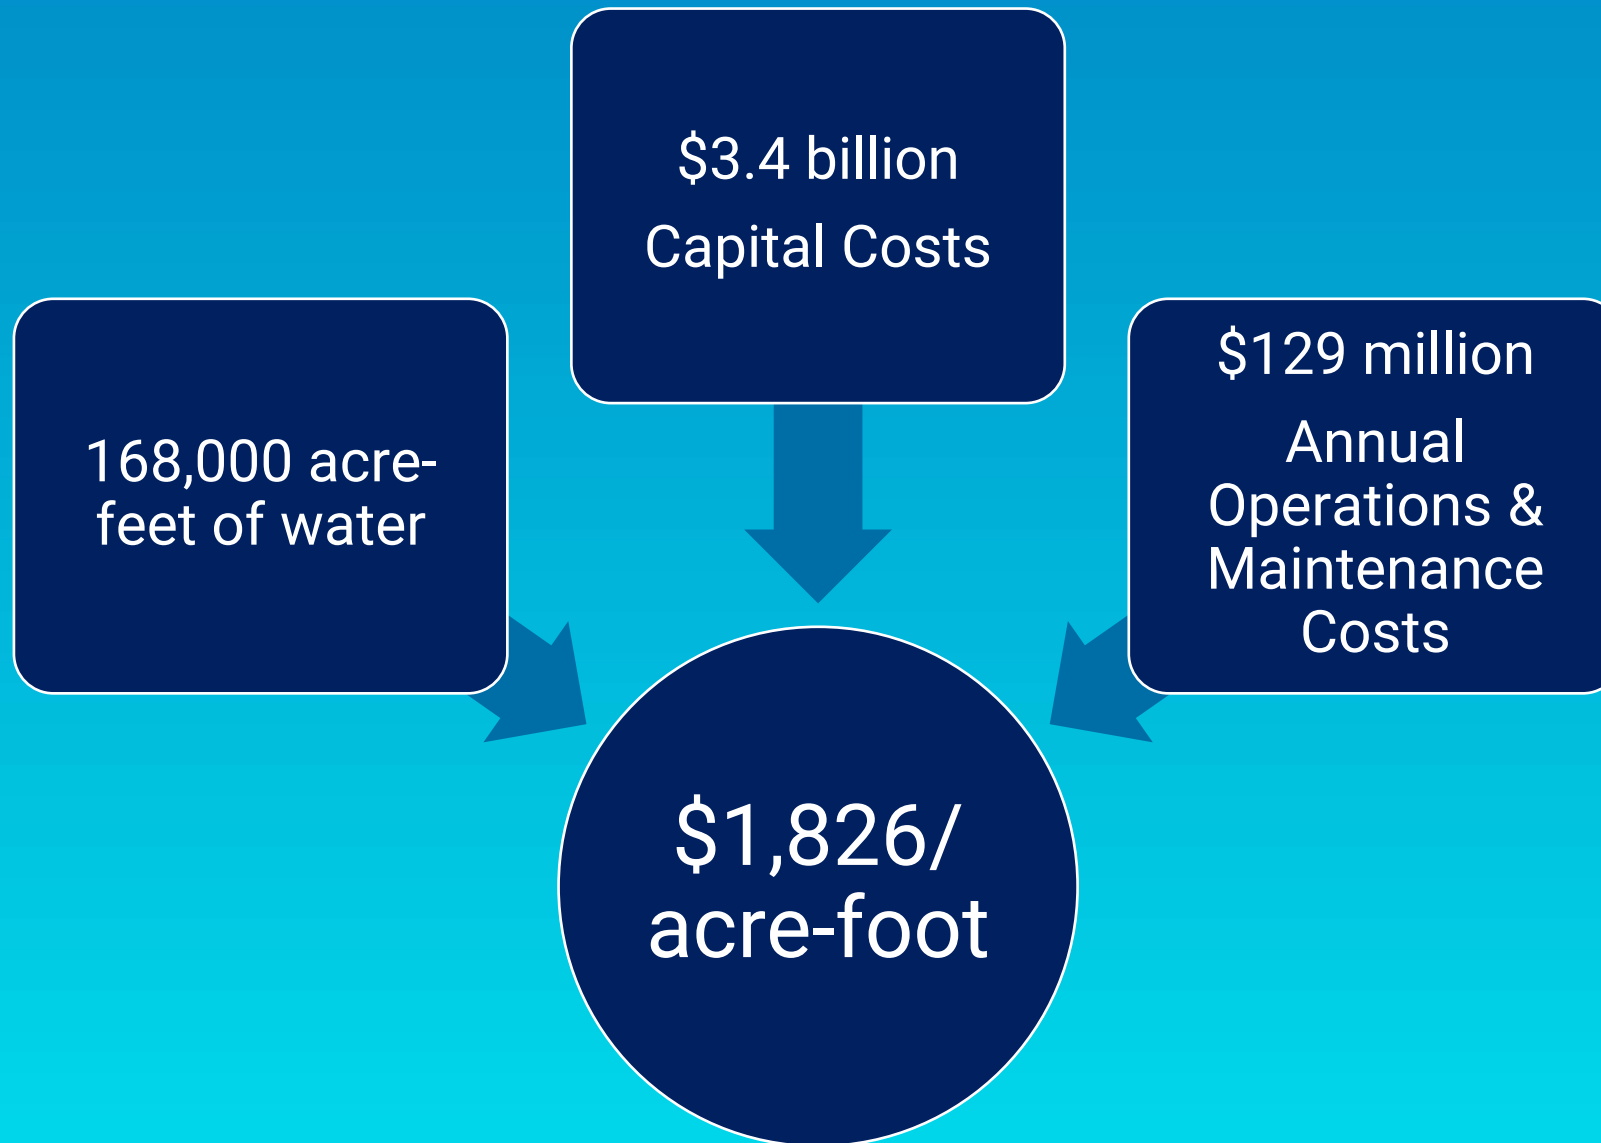 $3.4 billion
Capital Costs
168,000 acre-
feet of water
$129 million
Annual
Operations &
Maintenance
Costs
$1,826/
acre-foot